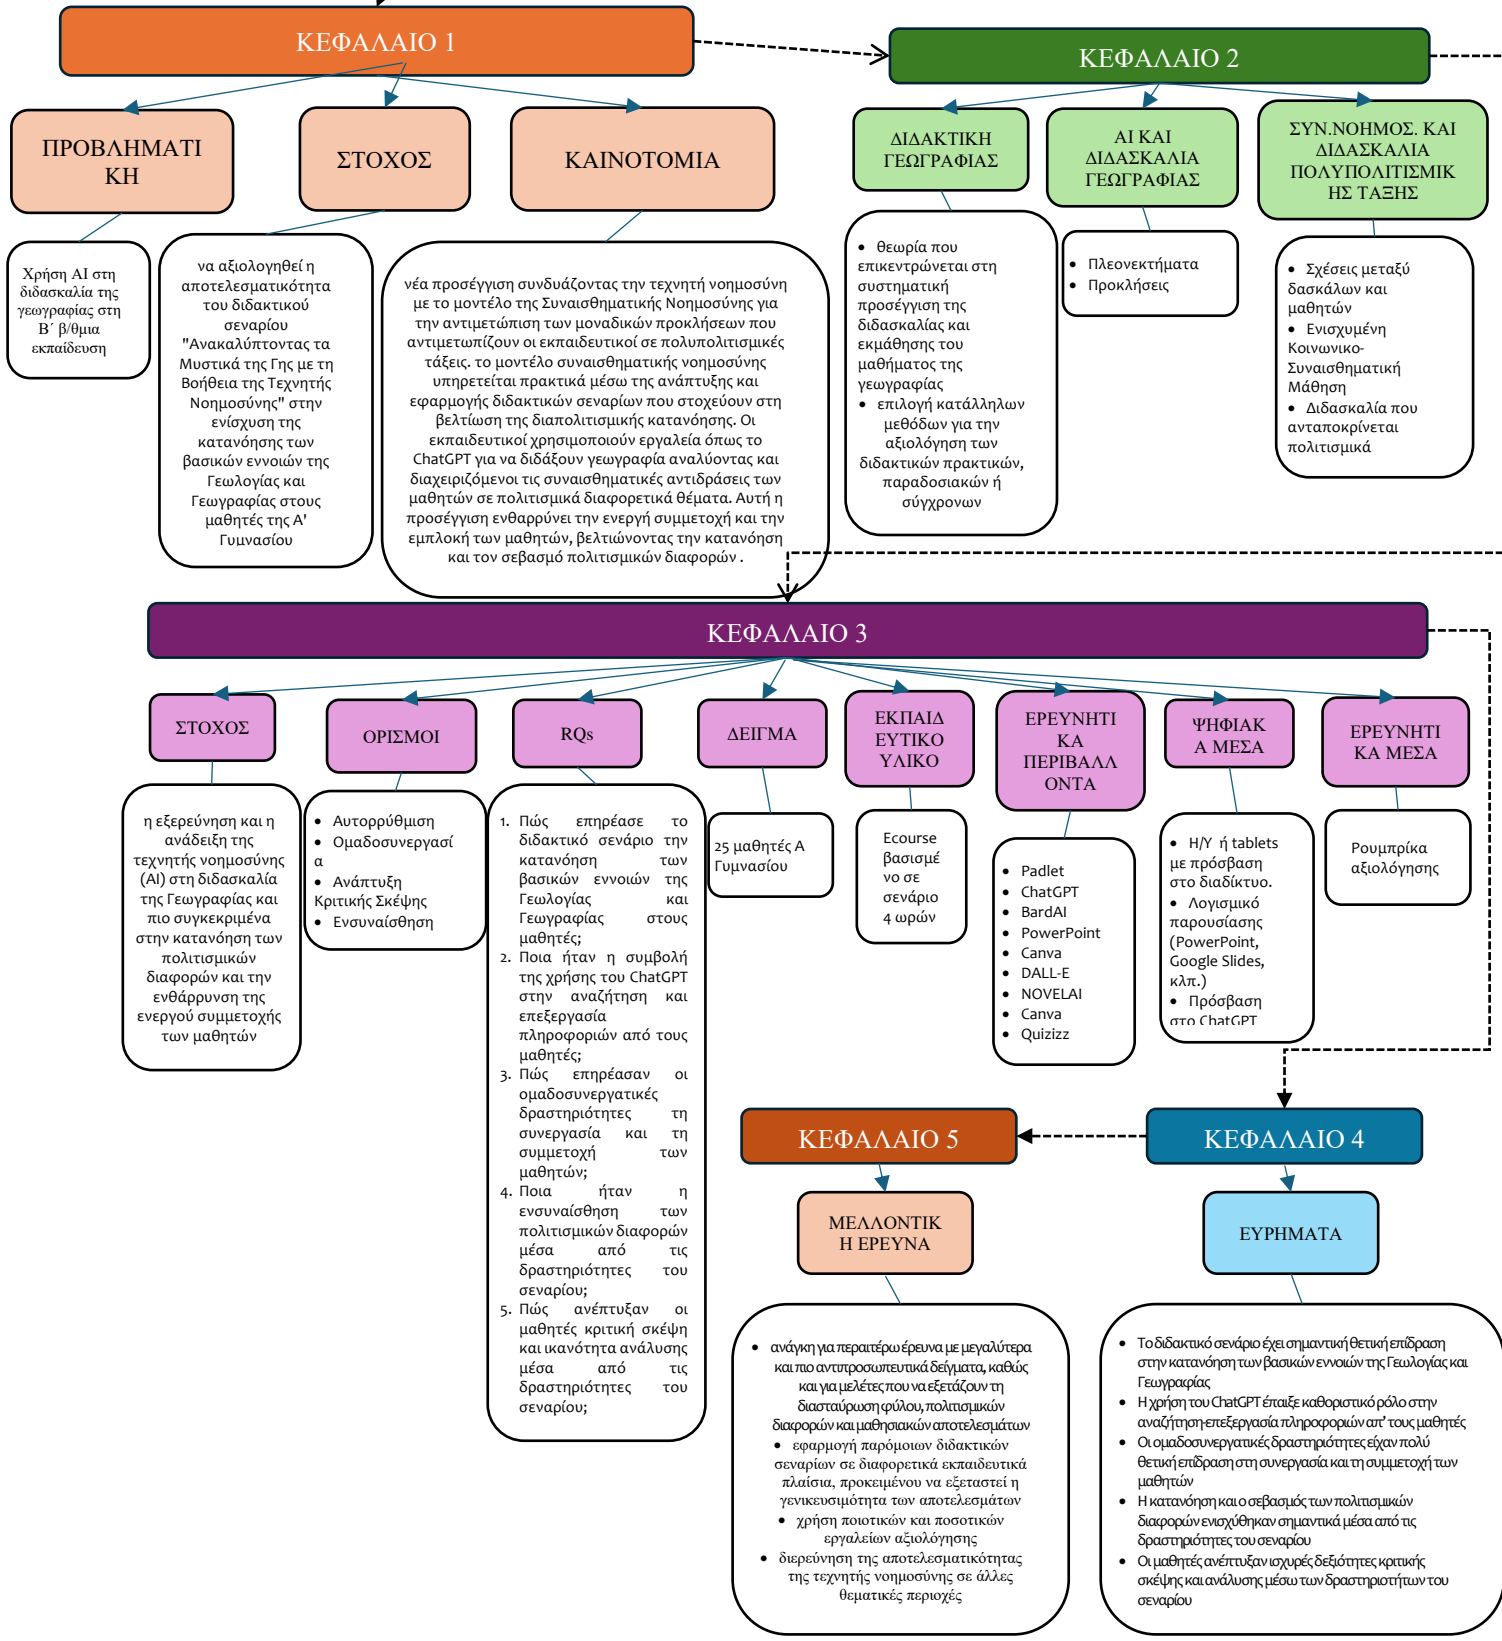 ΚΕΦΑΛΑΙΟ 1
ΠΡΟΒΛΗΜΑΤΙ
ΚΗ
ΣΤΟΧΟΣ
ΚΑΙΝΟΤΟΜΙΑ
Χρήση AI στη
διδασκαλία της
γεωγραφίας στη
Β΄ β/θμια
εκπαίδευση
να αξιολογηθεί η
αποτελεσματικότητα
του διδακτικού
σεναρίου
"Ανακαλύπτοντας τα
Μυστικά της Γης με τη
Βοήθεια της Τεχνητής
Νοημοσύνης" στην
ενίσχυση της
κατανόησης των
βασικών εννοιών της
Γεωλογίας και
Γεωγραφίας στους
μαθητές της Α'
Γυμνασίου
νέα προσέγγιση συνδυάζοντας την τεχνητή νοημοσύνη
με το μοντέλο της Συναισθηματικής Νοημοσύνης για
την αντιμετώπιση των μοναδικών προκλήσεων που
αντιμετωπίζουν οι εκπαιδευτικοί σε πολυπολιτισμικές
τάξεις. το μοντέλο συναισθηματικής νοημοσύνης
υπηρετείται πρακτικά μέσω της ανάπτυξης και
εφαρμογής διδακτικών σεναρίων που στοχεύουν στη
βελτίωση της διαπολιτισμικής κατανόησης. Οι
εκπαιδευτικοί χρησιμοποιούν εργαλεία όπως το
ChatGPT για να διδάξουν γεωγραφία αναλύοντας και
διαχειριζόμενοι τις συναισθηματικές αντιδράσεις των
μαθητών σε πολιτισμικά διαφορετικά θέματα. Αυτή η
προσέγγιση ενθαρρύνει την ενεργή συμμετοχή και την
εμπλοκή των μαθητών, βελτιώνοντας την κατανόηση
και τον σεβασμό πολιτισμικών διαφορών .
ΚΕΦΑΛΑΙΟ 2
ΔΙΔΑΚΤΙΚΗ
ΓΕΩΓΡΑΦΙΑΣ
AI ΚΑΙ
ΔΙΔΑΣΚΑΛΙΑ
ΓΕΩΓΡΑΦΙΑΣ
ΣΥΝ.ΝΟΗΜΟΣ. ΚΑΙ
ΔΙΔΑΣΚΑΛΙΑ
ΠΟΛΥΠΟΛΙΤΙΣΜΙΚ
ΗΣ ΤΑΞΗΣ
• θεωρία που
επικεντρώνεται στη
συστηματική
προσέγγιση της
διδασκαλίας και
εκμάθησης του
μαθήματος της
γεωγραφίας
• επιλογή κατάλληλων
μεθόδων για την
αξιολόγηση των
διδακτικών πρακτικών,
παραδοσιακών ή
σύγχρονων
• Πλεονεκτήματα
• Προκλήσεις
• Σχέσεις μεταξύ
δασκάλων και
μαθητών
• Ενισχυμένη
Κοινωνικο-
Συναισθηματική
Μάθηση
• Διδασκαλία που
ανταποκρίνεται
πολιτισμικά
ΚΕΦΑΛΑΙΟ 3
ΣΤΟΧΟΣ
ΟΡΙΣΜΟΙ
RQs
ΔΕΙΓΜΑ
ΕΚΠΑΙΔ
ΕΥΤΙΚΟ
ΥΛΙΚΟ
ΕΡΕΥΝΗΤΙ
ΚΑ
ΠΕΡΙΒΑΛΛ
ΟΝΤΑ
ΨΗΦΙΑΚ
Α ΜΕΣΑ
ΕΡΕΥΝΗΤΙ
ΚΑ ΜΕΣΑ
η εξερεύνηση και η
ανάδειξη της
τεχνητής νοημοσύνης
(AI) στη διδασκαλία
της Γεωγραφίας και
πιο συγκεκριμένα
στην κατανόηση των
πολιτισμικών
διαφορών και την
ενθάρρυνση της
ενεργού συμμετοχής
των μαθητών
• Αυτορρύθμιση
• Ομαδοσυνεργασί
α
• Ανάπτυξη
Κριτικής Σκέψης
• Ενσυναίσθηση
1. Πώς επηρέασε το
διδακτικό σενάριο την
κατανόηση των
βασικών εννοιών της
Γεωλογίας και
Γεωγραφίας στους
μαθητές;
2. Ποια ήταν η συμβολή
της χρήσης του ChatGPT
στην αναζήτηση και
επεξεργασία
πληροφοριών από τους
μαθητές;
3. Πώς επηρέασαν οι
ομαδοσυνεργατικές
δραστηριότητες τη
συνεργασία και τη
συμμετοχή των
μαθητών;
4. Ποια ήταν η
ενσυναίσθηση των
πολιτισμικών διαφορών
μέσα από τις
δραστηριότητες του
σεναρίου;
5. Πώς ανέπτυξαν οι
μαθητές κριτική σκέψη
και ικανότητα ανάλυσης
μέσα από τις
δραστηριότητες του
σεναρίου;
25 μαθητές Α
Γυμνασίου
Ecourse
βασισμέ
νο σε
σενάριο
4 ωρών
• Padlet
• ChatGPT
• BardAI
• PowerPoint
• Canva
• DALL-E
• NOVELAI
• Canva
• Quizizz
• Η/Υ ή tablets
με πρόσβαση
στο διαδίκτυο.
• Λογισμικό
παρουσίασης
(PowerPoint,
Google Slides,
κλπ.)
• Πρόσβαση
στο ChatGPT
Ρουμπρίκα
αξιολόγησης
ΚΕΦΑΛΑΙΟ 5
ΜΕΛΛΟΝΤΙΚ
Η ΕΡΕΥΝΑ
• ανάγκη για περαιτέρω έρευνα με μεγαλύτερα
και πιο αντιπροσωπευτικά δείγματα, καθώς
και για μελέτες που να εξετάζουν τη
διασταύρωση φύλου, πολιτισμικών
διαφορών και μαθησιακών αποτελεσμάτων
• εφαρμογή παρόμοιων διδακτικών
σεναρίων σε διαφορετικά εκπαιδευτικά
πλαίσια, προκειμένου να εξεταστεί η
γενικευσιμότητα των αποτελεσμάτων
• χρήση ποιοτικών και ποσοτικών
εργαλείων αξιολόγησης
• διερεύνηση της αποτελεσματικότητας
της τεχνητής νοημοσύνης σε άλλες
θεματικές περιοχές
ΚΕΦΑΛΑΙΟ 4
ΕΥΡΗΜΑΤΑ
• Το διδακτικό σενάριο έχει σημαντική θετική επίδραση
στην κατανόηση των βασικών εννοιών της Γεωλογίας και
Γεωγραφίας
• Η χρήση του ChatGPT έπαιξε καθοριστικό ρόλο στην
αναζήτηση-επεξεργασία πληροφοριών απ' τους μαθητές
• Οι ομαδοσυνεργατικές δραστηριότητες είχαν πολύ
θετική επίδραση στη συνεργασία και τη συμμετοχή των
μαθητών
• Η κατανόηση και ο σεβασμός των πολιτισμικών
διαφορών ενισχύθηκαν σημαντικά μέσα από τις
δραστηριότητες του σεναρίου
• Οι μαθητές ανέπτυξαν ισχυρές δεξιότητες κριτικής
σκέψης και ανάλυσης μέσω των δραστηριοτήτων του
σεναρίου